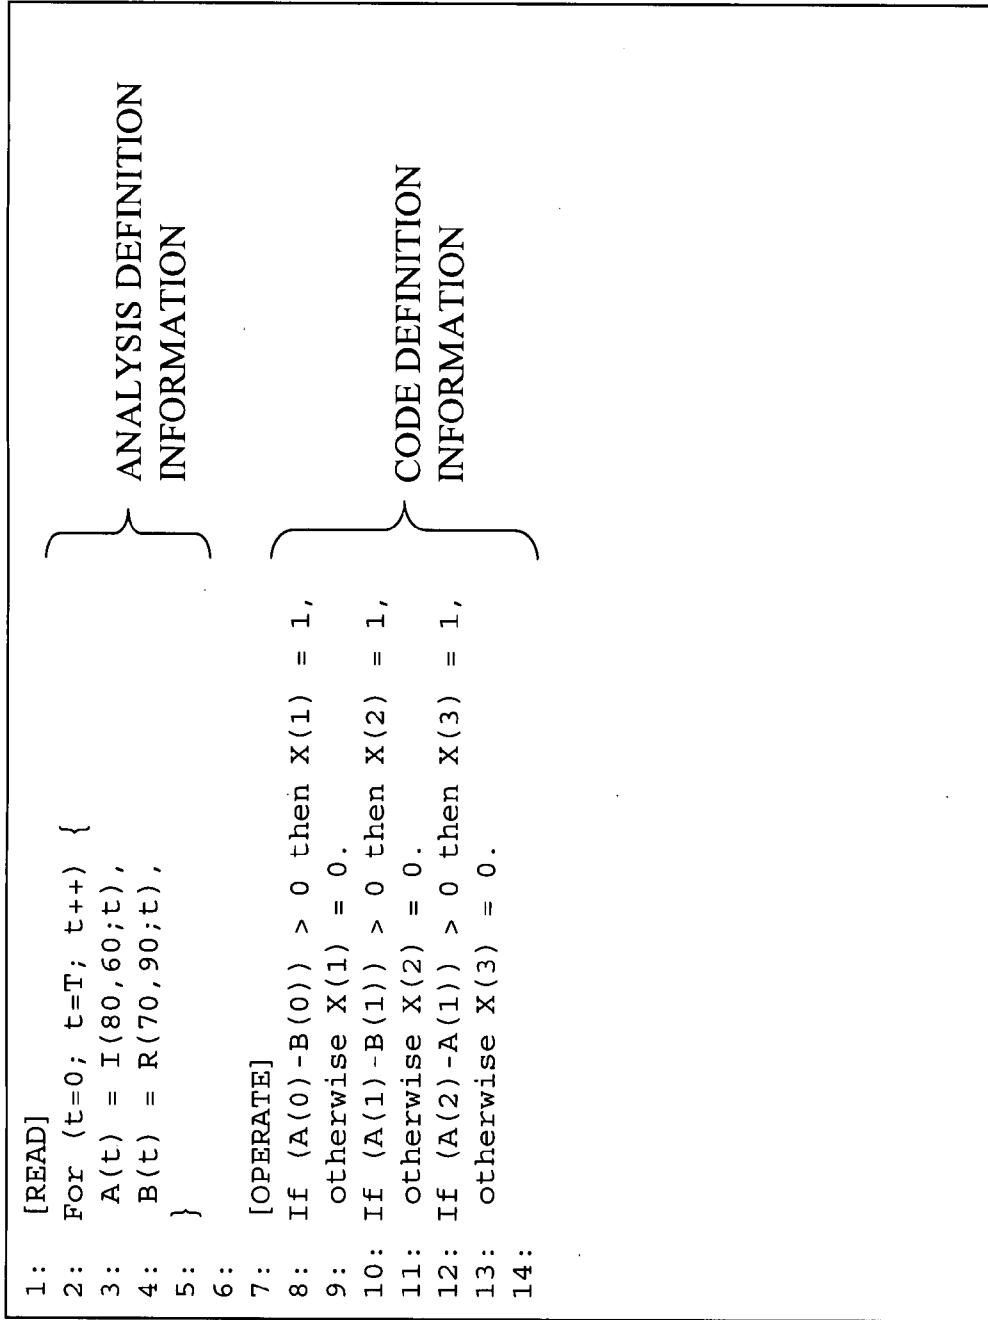 1: [READ]
2: For (t=0; t=T; t++) {
3: A(t) = I(80,60;t),
4: B(t) = R(70,90;t),
5: }
6:
7: [OPERATE]
8: If (A(0)-B(0)) > 0 then X(1) = 1,
9: otherwise X(1) = 0.
10: If (A(1)-B(1)) > 0 then X(2) = 1,
11: otherwise X(2) = 0.
12: If (A(2)-A(1)) > 0 then X(3) = 1,
13: otherwise X(3) = 0.
14:
ANALYSIS DEFINITION
INFORMATION
CODE DEFINITION
INFORMATION